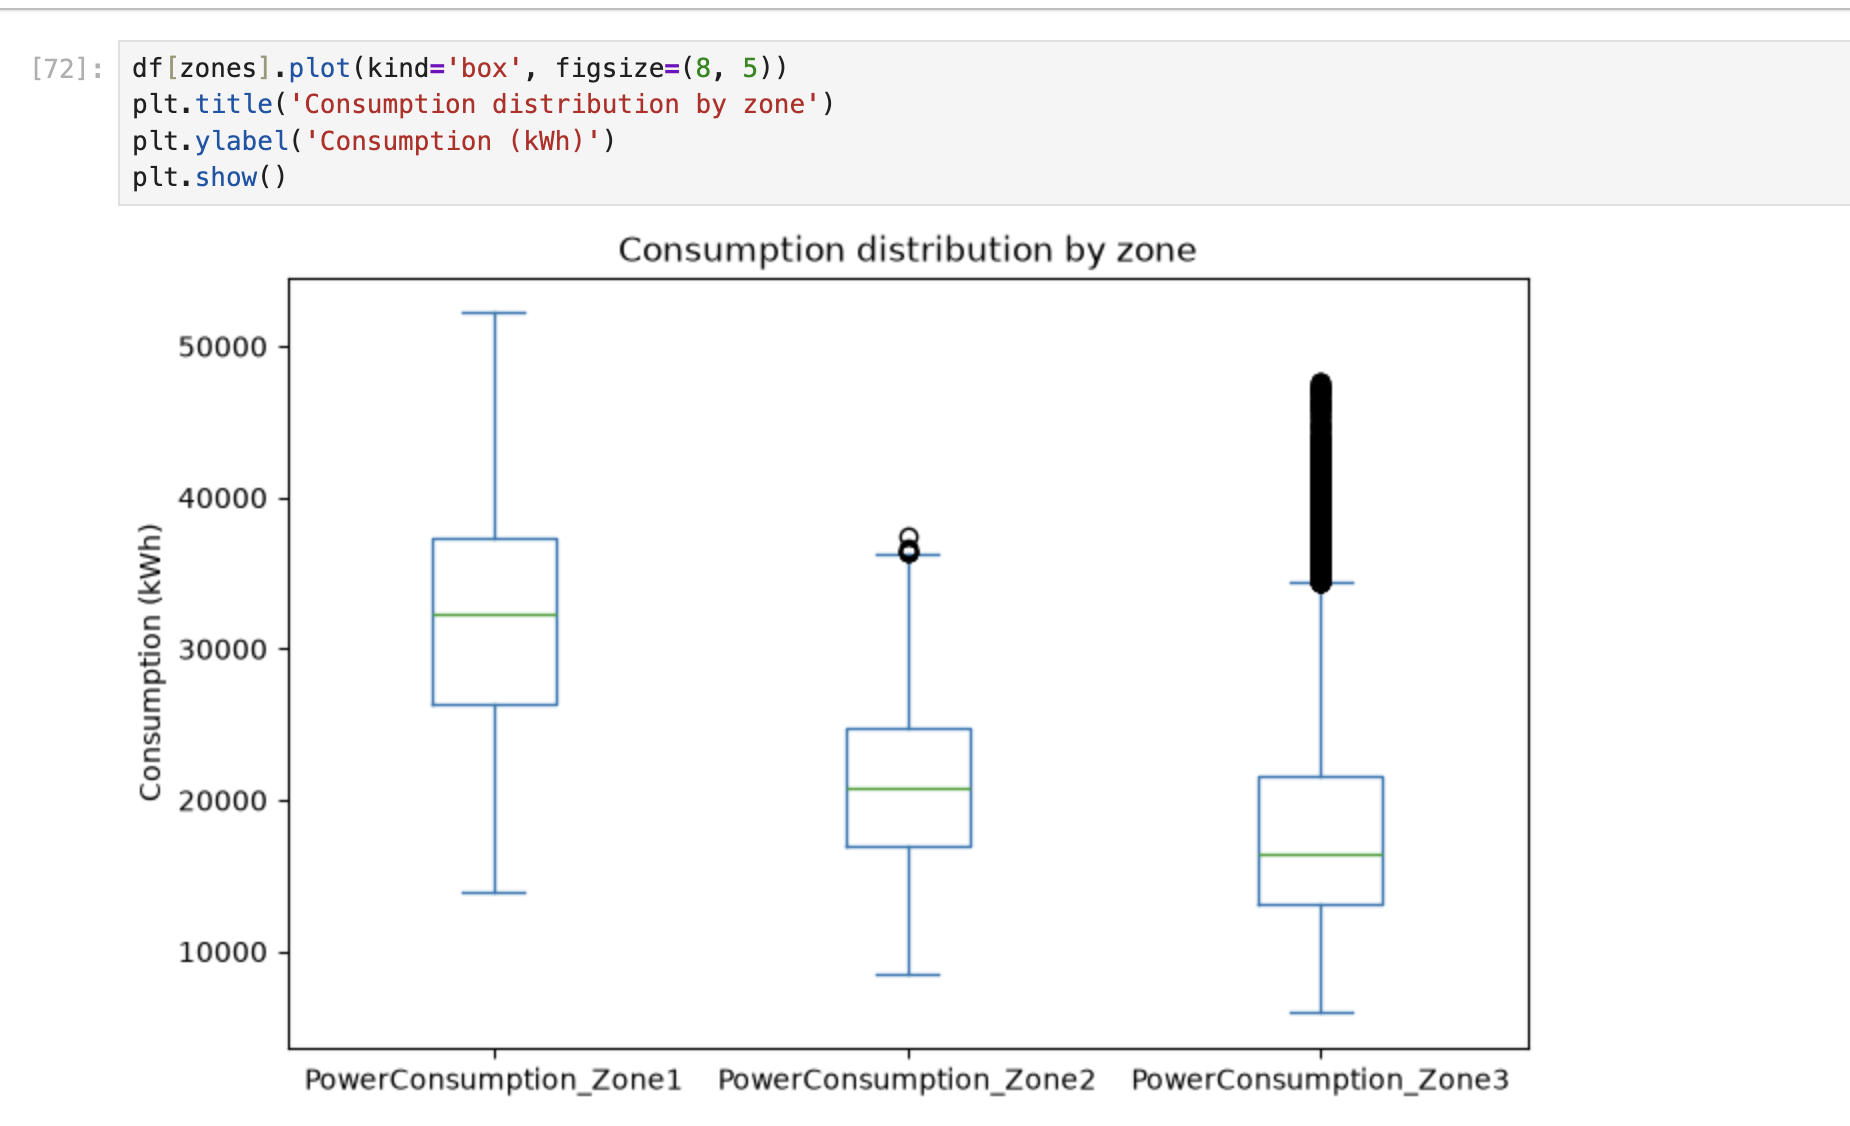 [72]:
df[zones].plot(kind='box', figsize=(8, 5))
plt.title('Consumption distribution by zone')
plt.ylabel('Consumption (kWh)')
plt.show()
Consumption distribution by zone
Consumption (kWh)
50000
40000
30000
20000
10000
PowerConsumption_Zone1 PowerConsumption_Zone2 PowerConsumption_Zone3